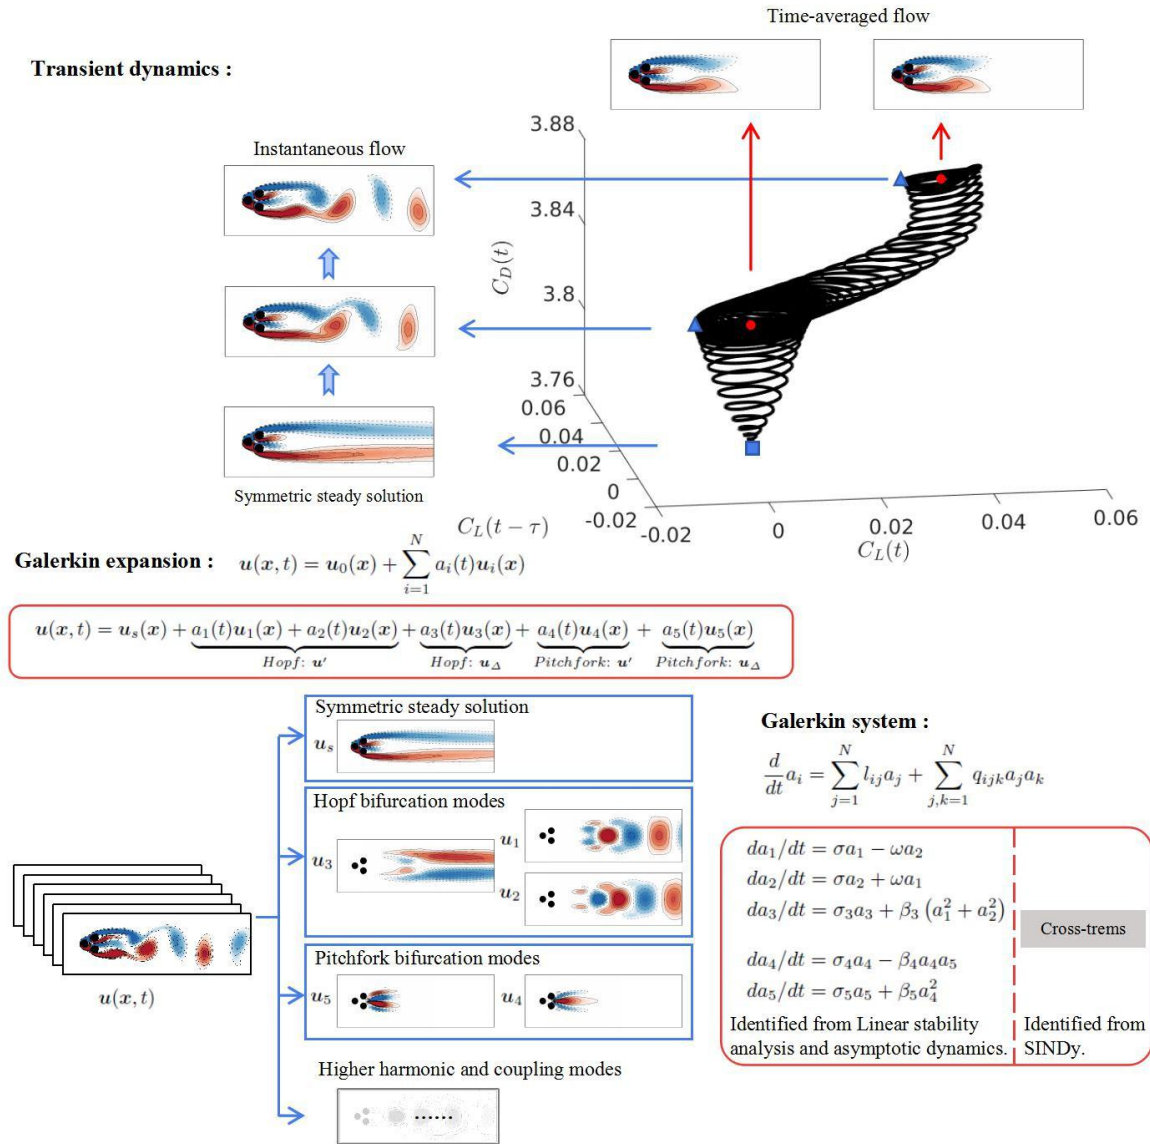 Time-averaged flow
Transient dynamics :
Instantaneous flow
Symmetric steady solution
3.88
3.84
3.8
3.76
C_D(t)
0.06
0.04
0.02
0
-0.02
C_L(t − τ)
-0.02
0
0.02
0.04
0.06
C_L(t)
Galerkin expansion : u(x, t) = u_0(x) + \sum_{i=1}^{N} a_i(t)u_i(x)
u(x, t) = u_s(x) + a_1(t)u_1(x) + a_2(t)u_2(x) + a_3(t)u_3(x) + a_4(t)u_4(x) + a_5(t)u_5(x)
Hopf: u′ Hopf: u_Δ Pitchfork: u′ Pitchfork: u_Δ
Symmetric steady solution
u_s
Hopf bifurcation modes
u_1
u_3
u_2
Pitchfork bifurcation modes
u_5
u_4
Higher harmonic and coupling modes
......
u(x, t)
Galerkin system :
\frac{d}{dt} a_i = \sum_{j=1}^{N} l_{ij}a_j + \sum_{j,k=1}^{N} q_{ijk}a_ja_k
da_1/dt = σa_1 − ωa_2
da_2/dt = σa_2 + ωa_1
da_3/dt = σ_3a_3 + β_3 (a_1^2 + a_2^2)
da_4/dt = σ_4a_4 − β_4a_4a_5
da_5/dt = σ_5a_5 + β_5a_4^2
Cross-trems
Identified from Linear stability
analysis and asymptotic dynamics.
Identified from
SINDy.